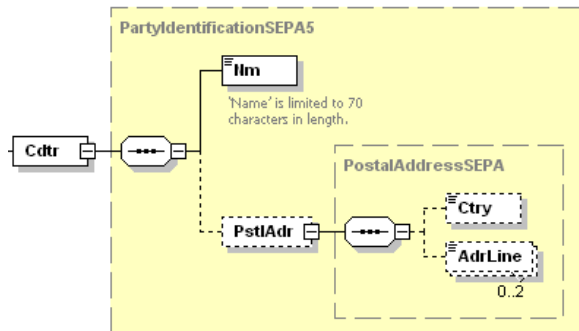 PartyIdentificationSEPA5
Nm
'Name' is limited to 70
characters in length.
Cdtr
PostalAddressSEPA
Ctry
PstlAdr
AdrLine
0..2